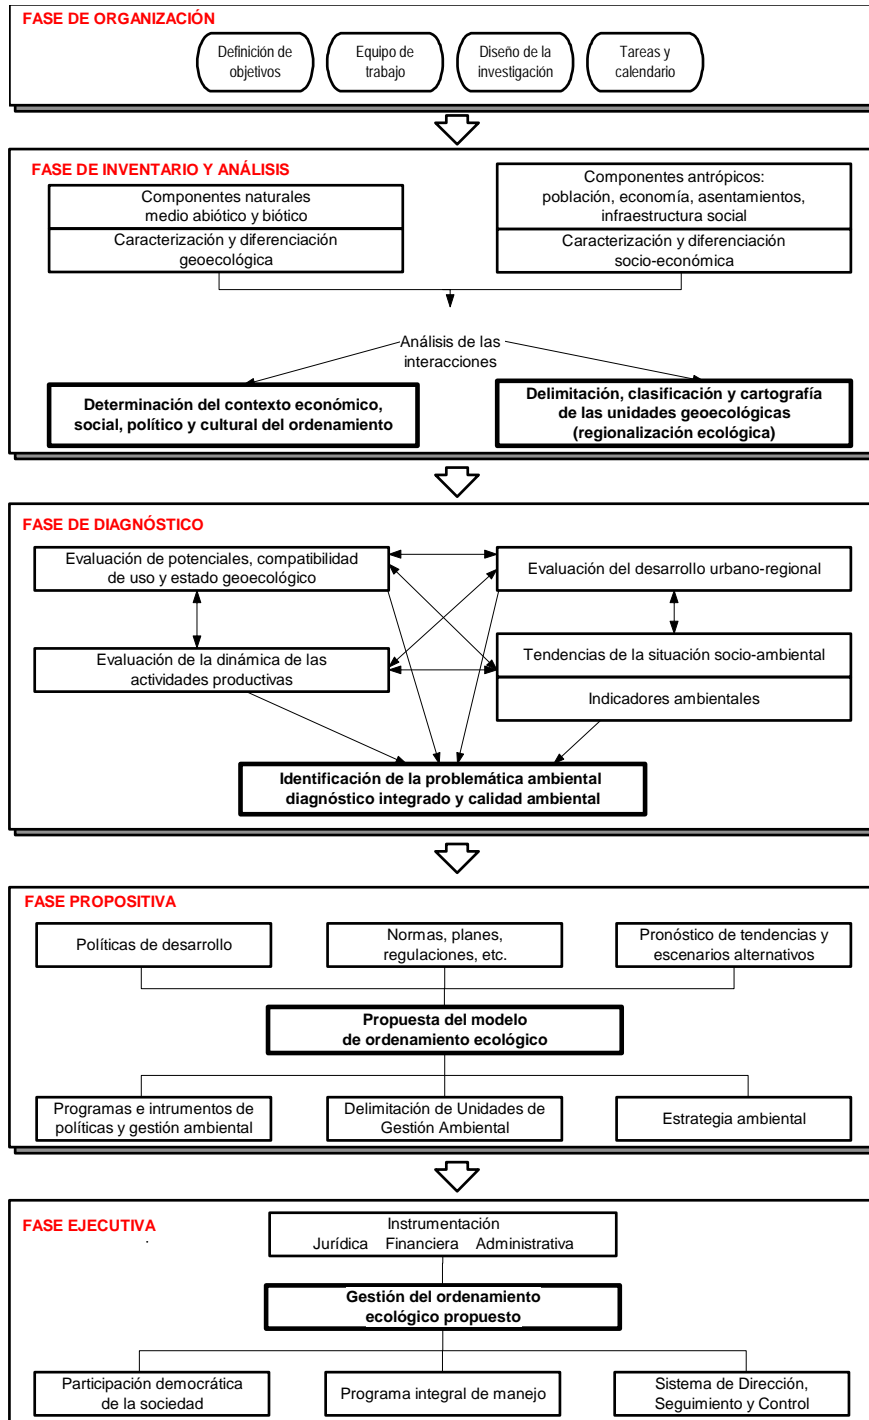 FASE DE ORGANIZACIÓN
Definición de
objetivos
Equipo de
trabajo
Diseño de la
investigación
Tareas y
calendario
FASE DE INVENTARIO Y ANÁLISIS
Componentes naturales
medio abiótico y biótico
Caracterización y diferenciación
geoecológica
Componentes antrópicos:
población, economía, asentamientos,
infraestructura social
Caracterización y diferenciación
socio-económica
Análisis de las
interacciones
Determinación del contexto económico,
social, político y cultural del ordenamiento
Delimitación, clasificación y cartografía
de las unidades geoecológicas
(regionalización ecológica)
FASE DE DIAGNÓSTICO
Evaluación de potenciales, compatibilidad
de uso y estado geoecológico
Evaluación del desarrollo urbano-regional
Evaluación de la dinámica de las
actividades productivas
Tendencias de la situación socio-ambiental
Indicadores ambientales
Identificación de la problemática ambiental
diagnóstico integrado y calidad ambiental
FASE PROPOSITIVA
Políticas de desarrollo
Normas, planes,
regulaciones, etc.
Pronóstico de tendencias y
escenarios alternativos
Propuesta del modelo
de ordenamiento ecológico
Programas e intrumentos de
políticas y gestión ambiental
Delimitación de Unidades de
Gestión Ambiental
Estrategia ambiental
FASE EJECUTIVA
Instrumentación
Jurídica Financiera Administrativa
Gestión del ordenamiento
ecológico propuesto
Participación democrática
de la sociedad
Programa integral de manejo
Sistema de Dirección,
Seguimiento y Control